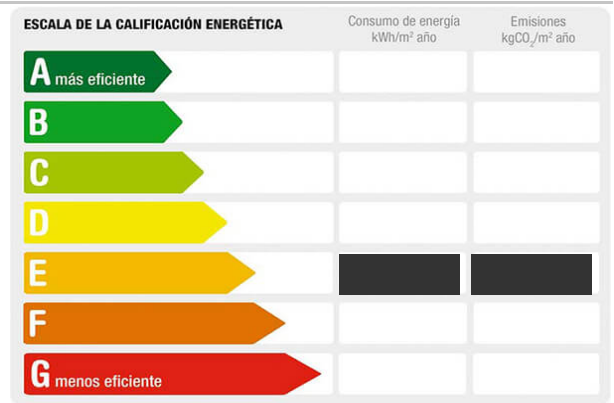 ESCALA DE LA CALIFICACIÓN ENERGÉTICA
Consumo de energía
kWh/m² año
Emisiones
kgCO₂/m² año
A más eficiente
B
C
D
E
F
G menos eficiente